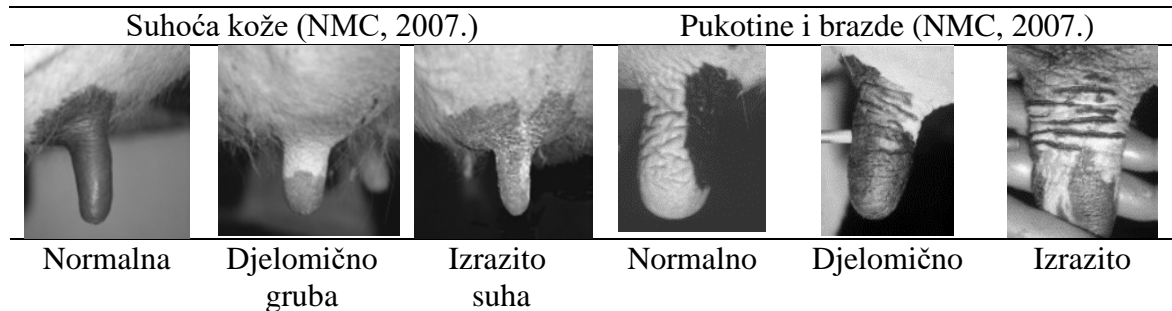 Suhoća kože (NMC, 2007.) Pukotine i brazde (NMC, 2007.)
Normalna Djelomično Izrazito Normalno Djelomično Izrazito
gruba suha